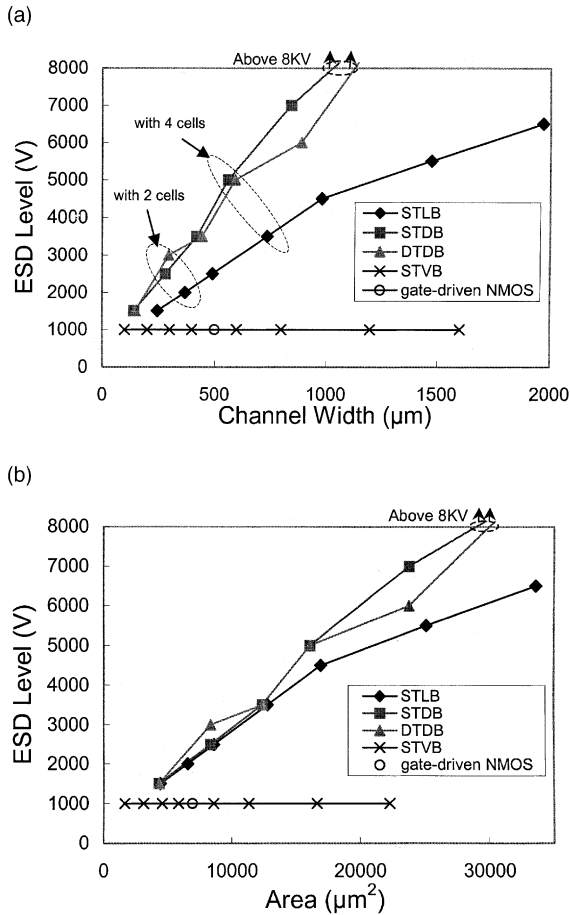 (a)
Above 8KV
8000
7000
6000
5000
4000
3000
2000
1000
0
ESD Level (V)
with 4 cells
with 2 cells
STLB
STDB
DTDB
STVB
gate-driven NMOS
0
500
1000
1500
2000
Channel Width (μm)
(b)
Above 8KV
8000
7000
6000
5000
4000
3000
2000
1000
0
ESD Level (V)
STLB
STDB
DTDB
STVB
gate-driven NMOS
0
10000
20000
30000
Area (μm²)